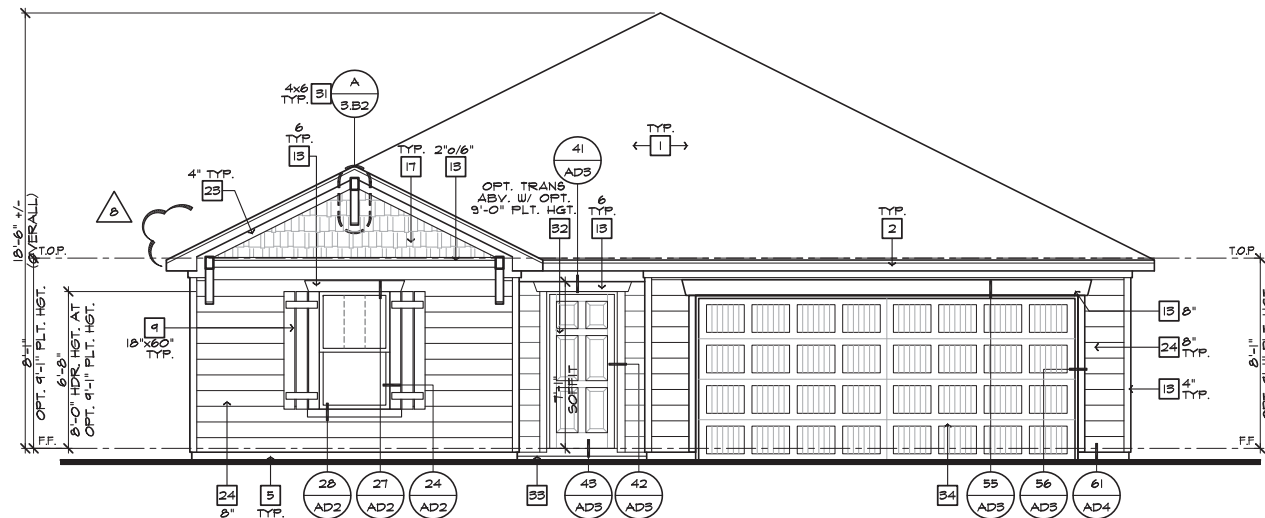 A
3.B2
4x6
TYP.
31
6
TYP.
13
TYP.
17
2"o/6"
13
4" TYP.
23
8
41
AD3
TYP.
1
OPT. TRANS
ABV. W/ OPT.
9'-0" PLT. HGT.
32
6
TYP.
13
TYP.
2
18'-6" +/-
(OVERALL)
T.O.P.
T.O.P.
8'-1"
OPT. 9'-1" PLT. HGT.
6'-8"
8'-0" HDR. HGT. AT
OPT. 9'-1" PLT. HGT.
9
18"x60"
TYP.
SOFFIT
13 8"
24 8"
TYP.
13 4"
TYP.
8'-1"
F.F.
F.F.
24
8"
5
TYP.
28
AD2
27
AD2
24
AD2
33
43
AD3
42
AD3
34
55
AD3
56
AD3
61
AD4